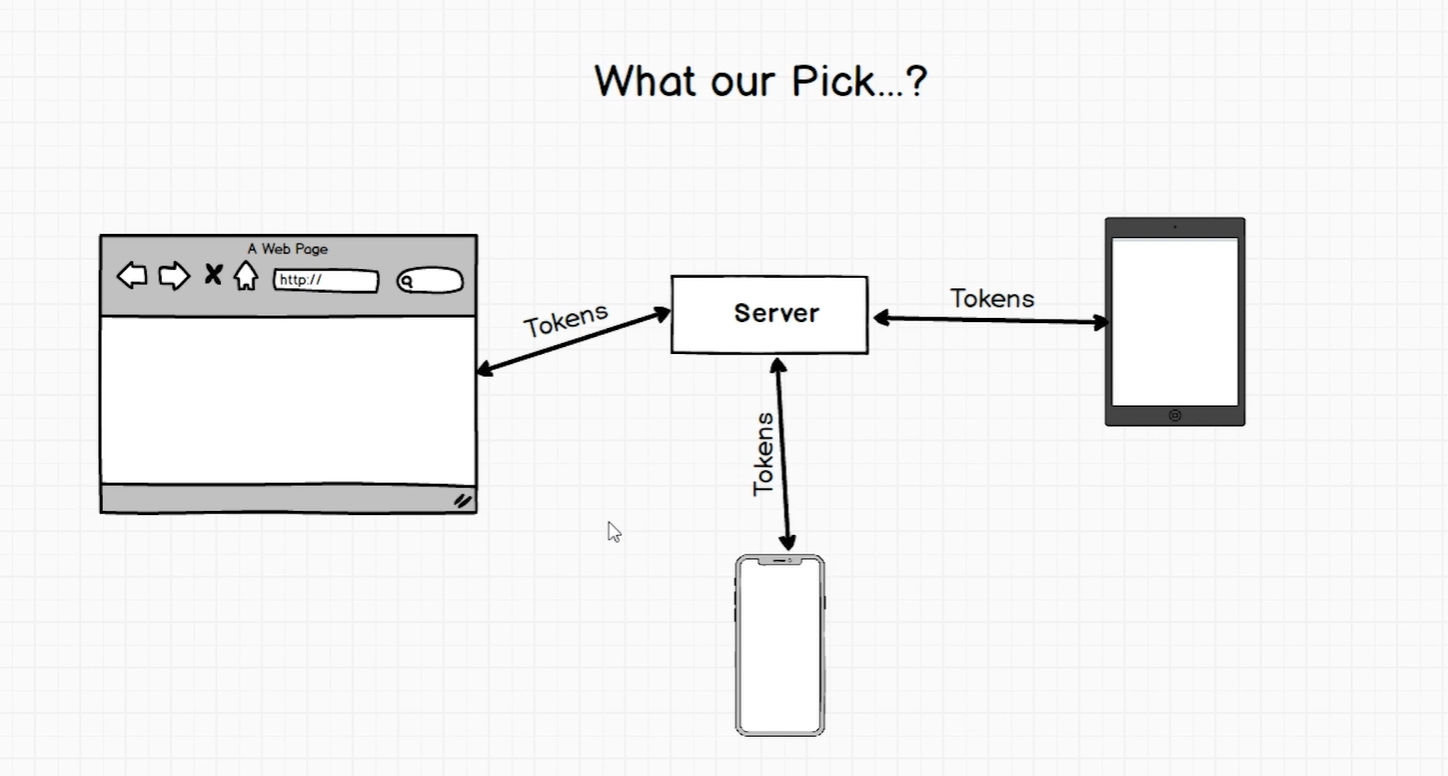 What our Pick...?
A Web Page
http://
Tokens
Server
Tokens
Tokens